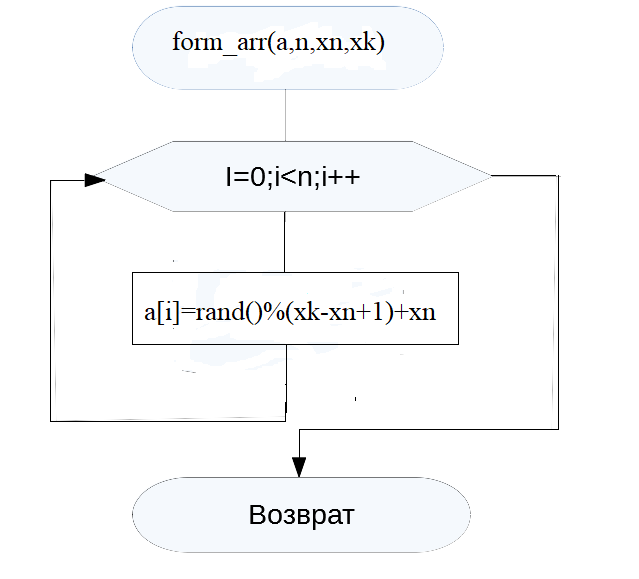 form_arr(a,n,xn,xk)
I=0;i<n;i++
a[i]=rand()%(xk-xn+1)+xn
Возврат